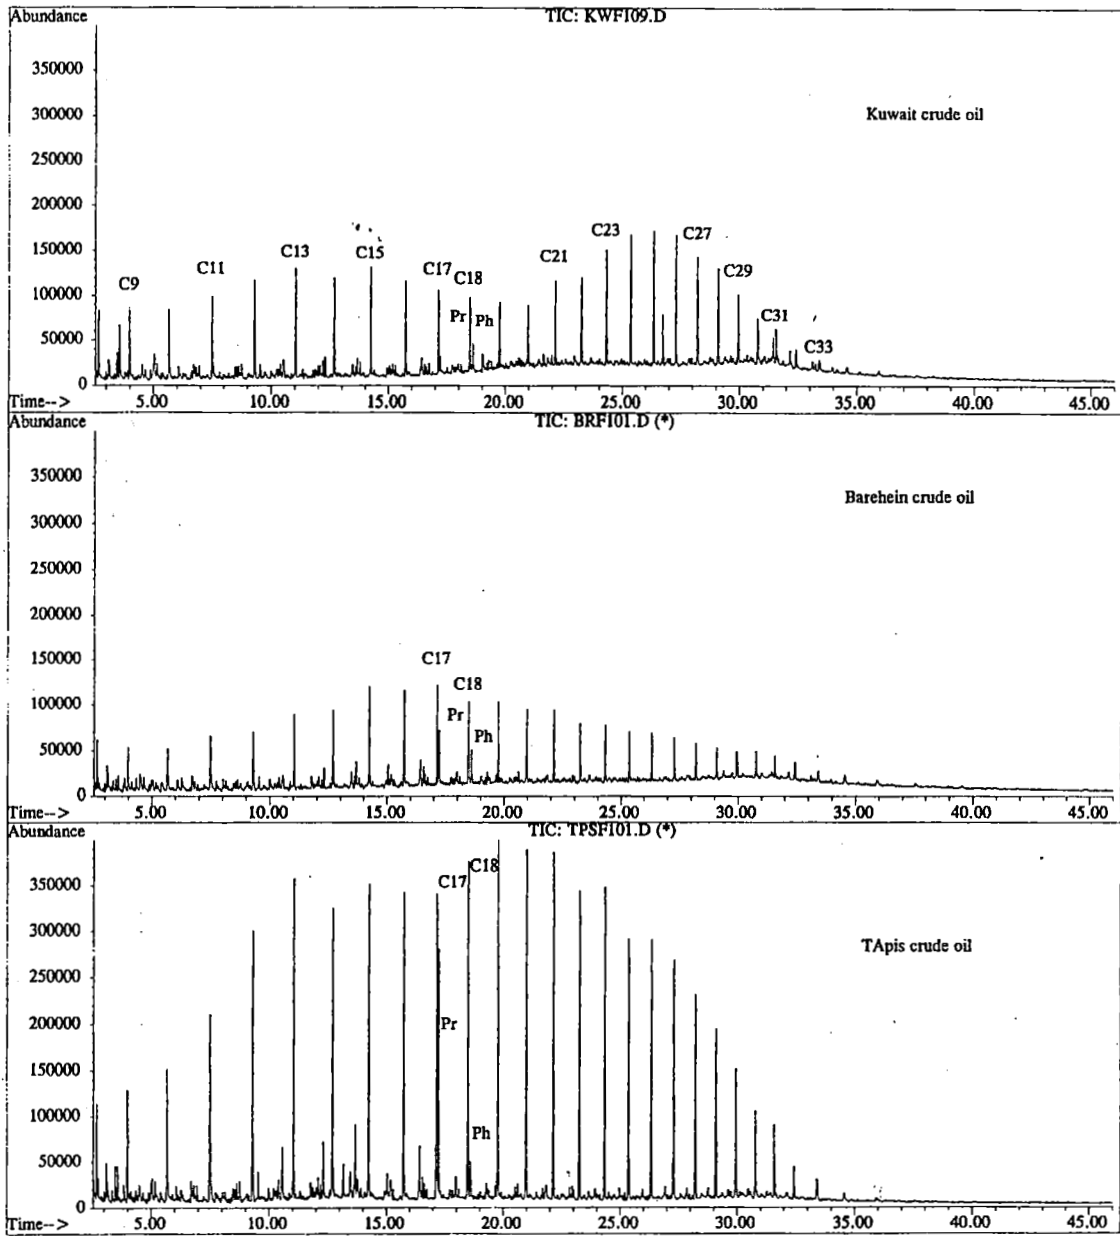 Abundance
TIC: KWFI09.D
350000
Kuwait crude oil
300000
250000
200000
150000
C23
C27
C13
C15
C21
C11
C17
C18
C29
C9
100000
Pr
Ph
C31
50000
C33
0
Time-->
5.00 10.00 15.00 20.00 25.00 30.00 35.00 40.00 45.00
Abundance
TIC: BRFI01.D (*)
350000
Barehein crude oil
300000
250000
200000
150000
C17
C18
100000
Pr
Ph
50000
0
Time-->
5.00 10.00 15.00 20.00 25.00 30.00 35.00 40.00 45.00
Abundance
TIC: TPSFI01.D (*)
C18
C17
350000
300000
TApis crude oil
250000
200000
Pr
150000
100000
Ph
50000
0
Time-->
5.00 10.00 15.00 20.00 25.00 30.00 35.00 40.00 45.00